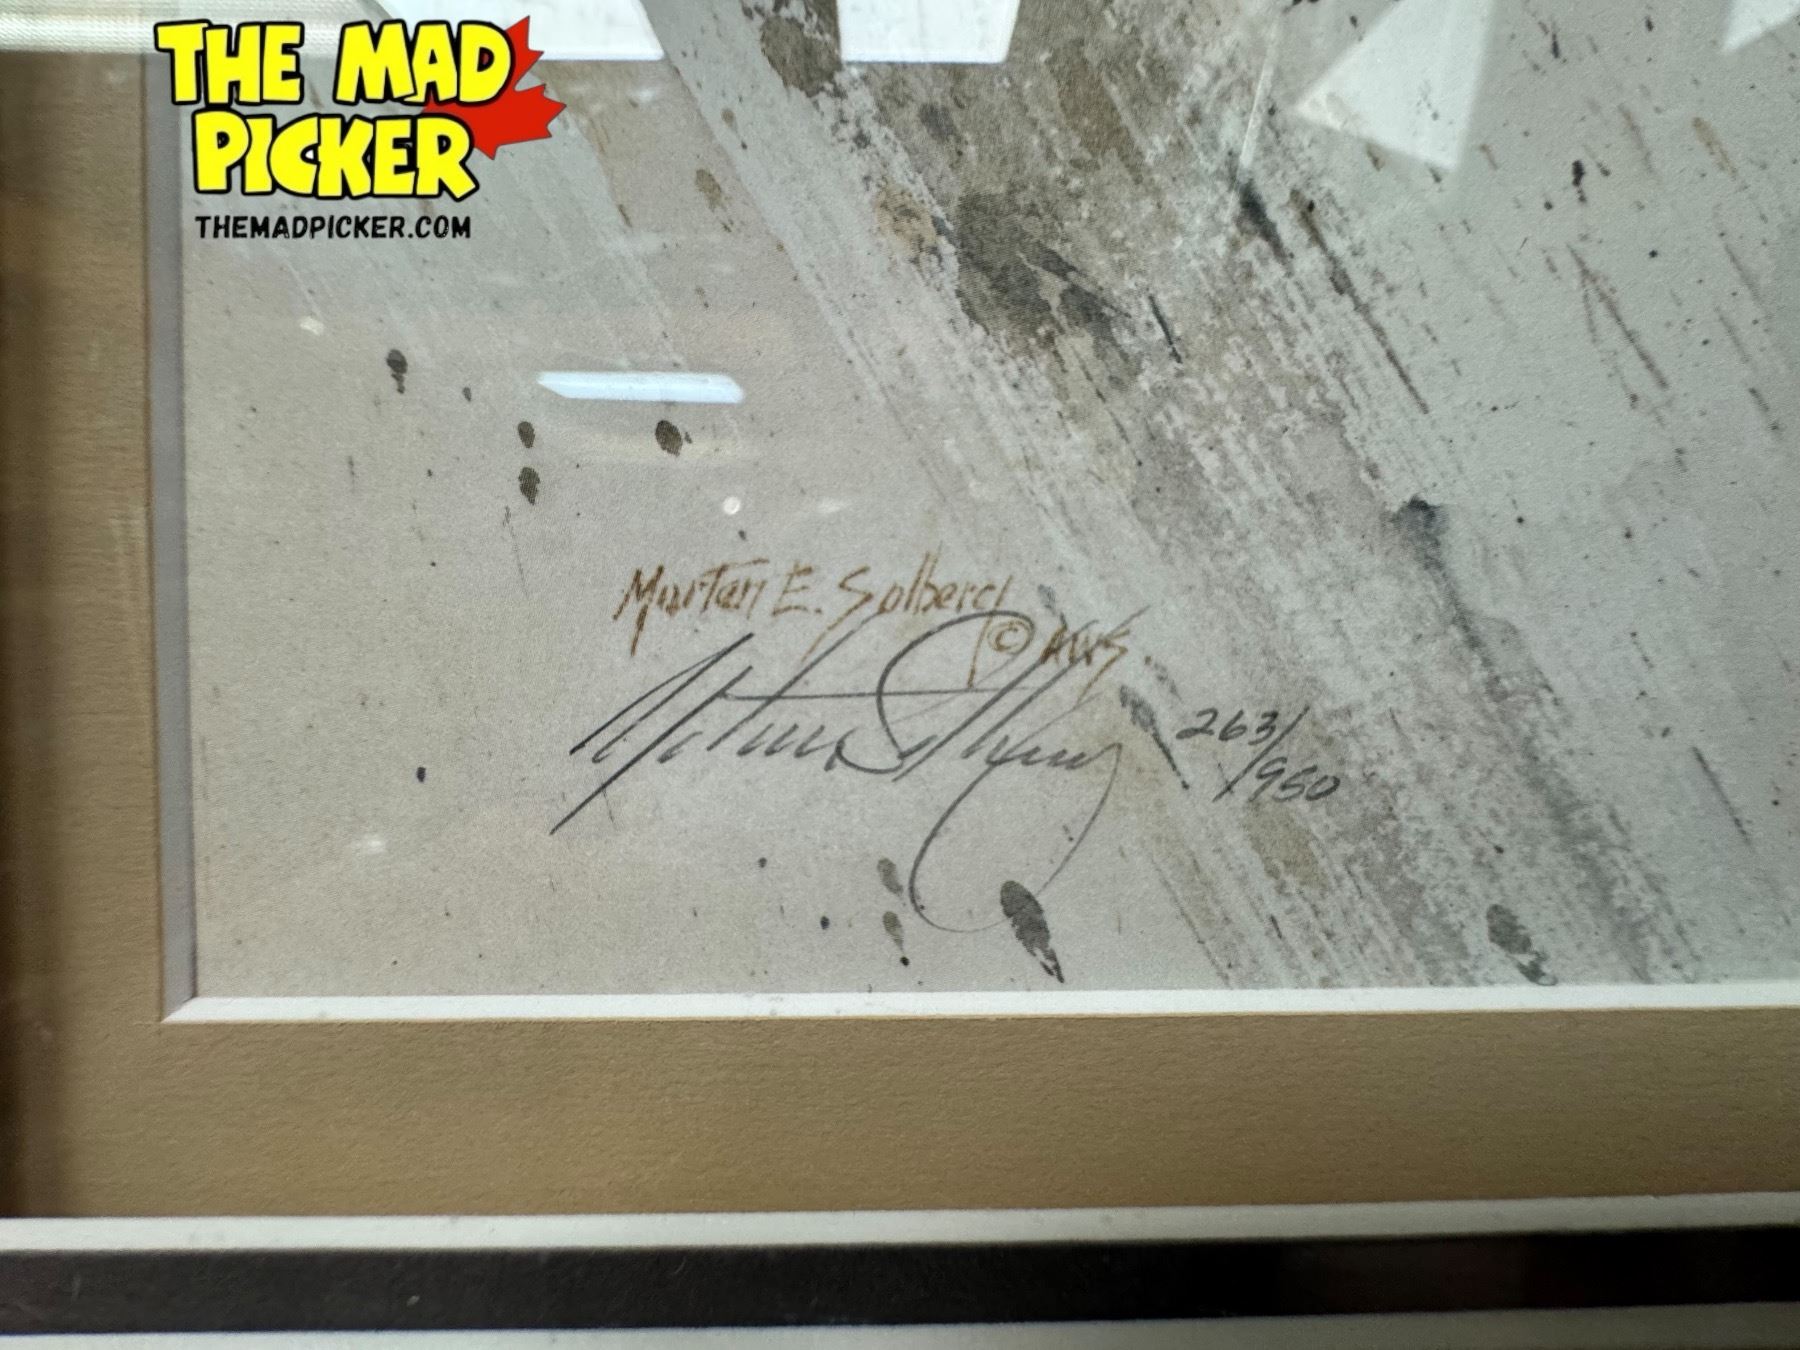 THE MAD
PICKER
THEMADPICKER.COM
Morten E. Solberg
© AWS.
263/
950